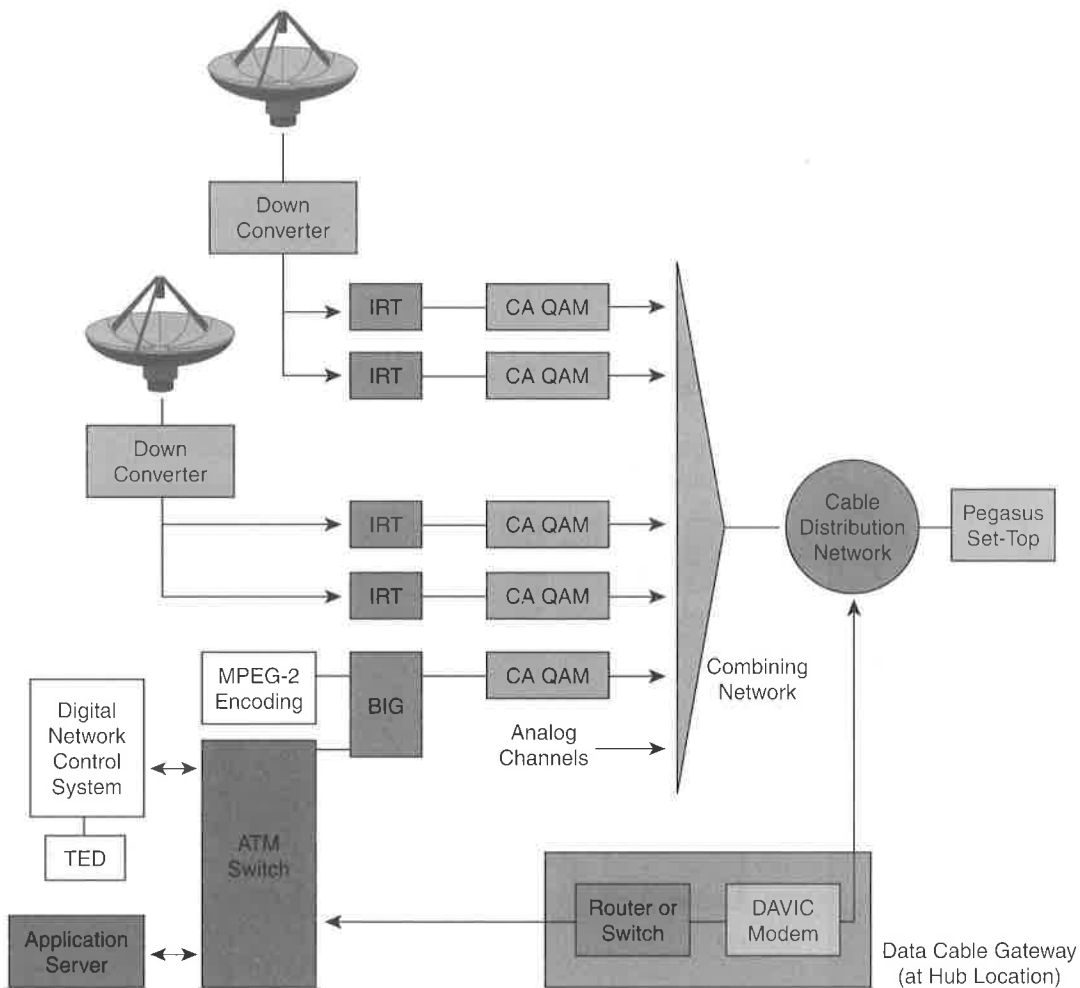 Down
Converter
IRT
CA QAM
IRT
CA QAM
Down
Converter
IRT
CA QAM
IRT
CA QAM
Cable
Distribution
Network
Pegasus
Set-Top
MPEG-2
Encoding
BIG
CA QAM
Combining
Network
Analog
Channels
Digital
Network
Control
System
TED
ATM
Switch
Application
Server
Router or
Switch
DAVIC
Modem
Data Cable Gateway
(at Hub Location)